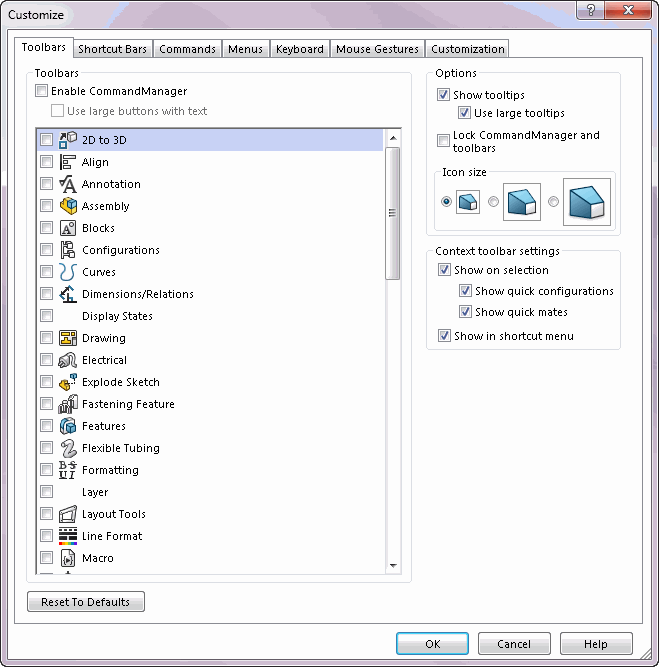 Customize
Toolbars
Shortcut Bars
Commands
Menus
Keyboard
Mouse Gestures
Customization
Toolbars
Enable CommandManager
Use large buttons with text
2D to 3D
Align
Annotation
Assembly
Blocks
Configurations
Curves
Dimensions/Relations
Display States
Drawing
Electrical
Explode Sketch
Fastening Feature
Features
Flexible Tubing
Formatting
Layer
Layout Tools
Line Format
Macro
Reset To Defaults
Options
Show tooltips
Use large tooltips
Lock CommandManager and
toolbars
Icon size
Context toolbar settings
Show on selection
Show quick configurations
Show quick mates
Show in shortcut menu
OK
Cancel
Help